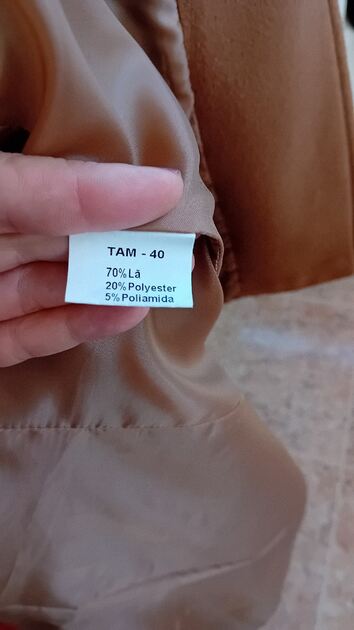 TAM - 40
70%Lã
20%Polyester
5%Poliamida